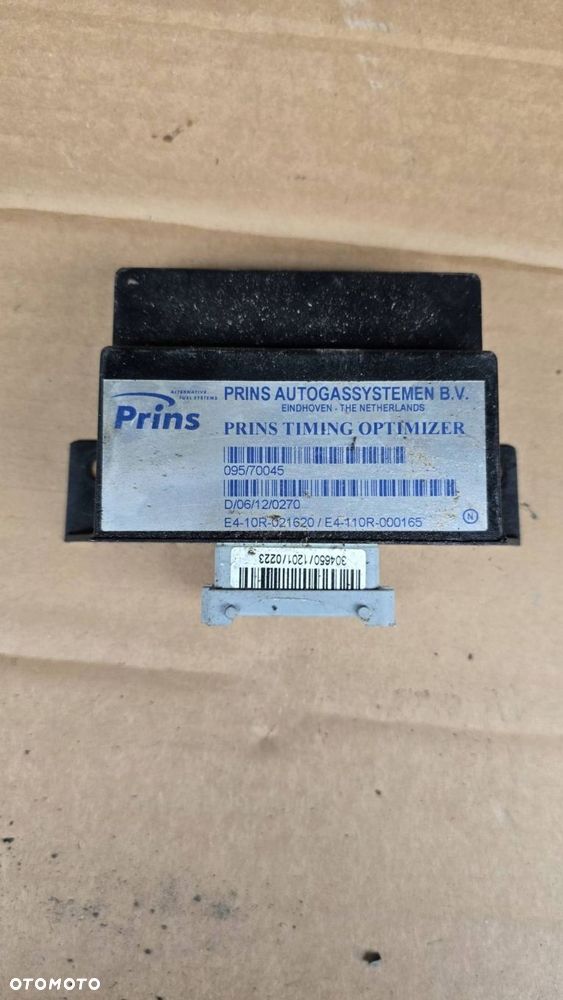 ALTERNATIVE
FUEL SYSTEMS
Prins
PRINS AUTOGASSYSTEMEN B.V.
EINDHOVEN - THE NETHERLANDS
PRINS TIMING OPTIMIZER
095/70045
D/06/12/0270
E4-10R-021620 / E4-110R-000165
N
304650/1201/0223
OTOMOTO